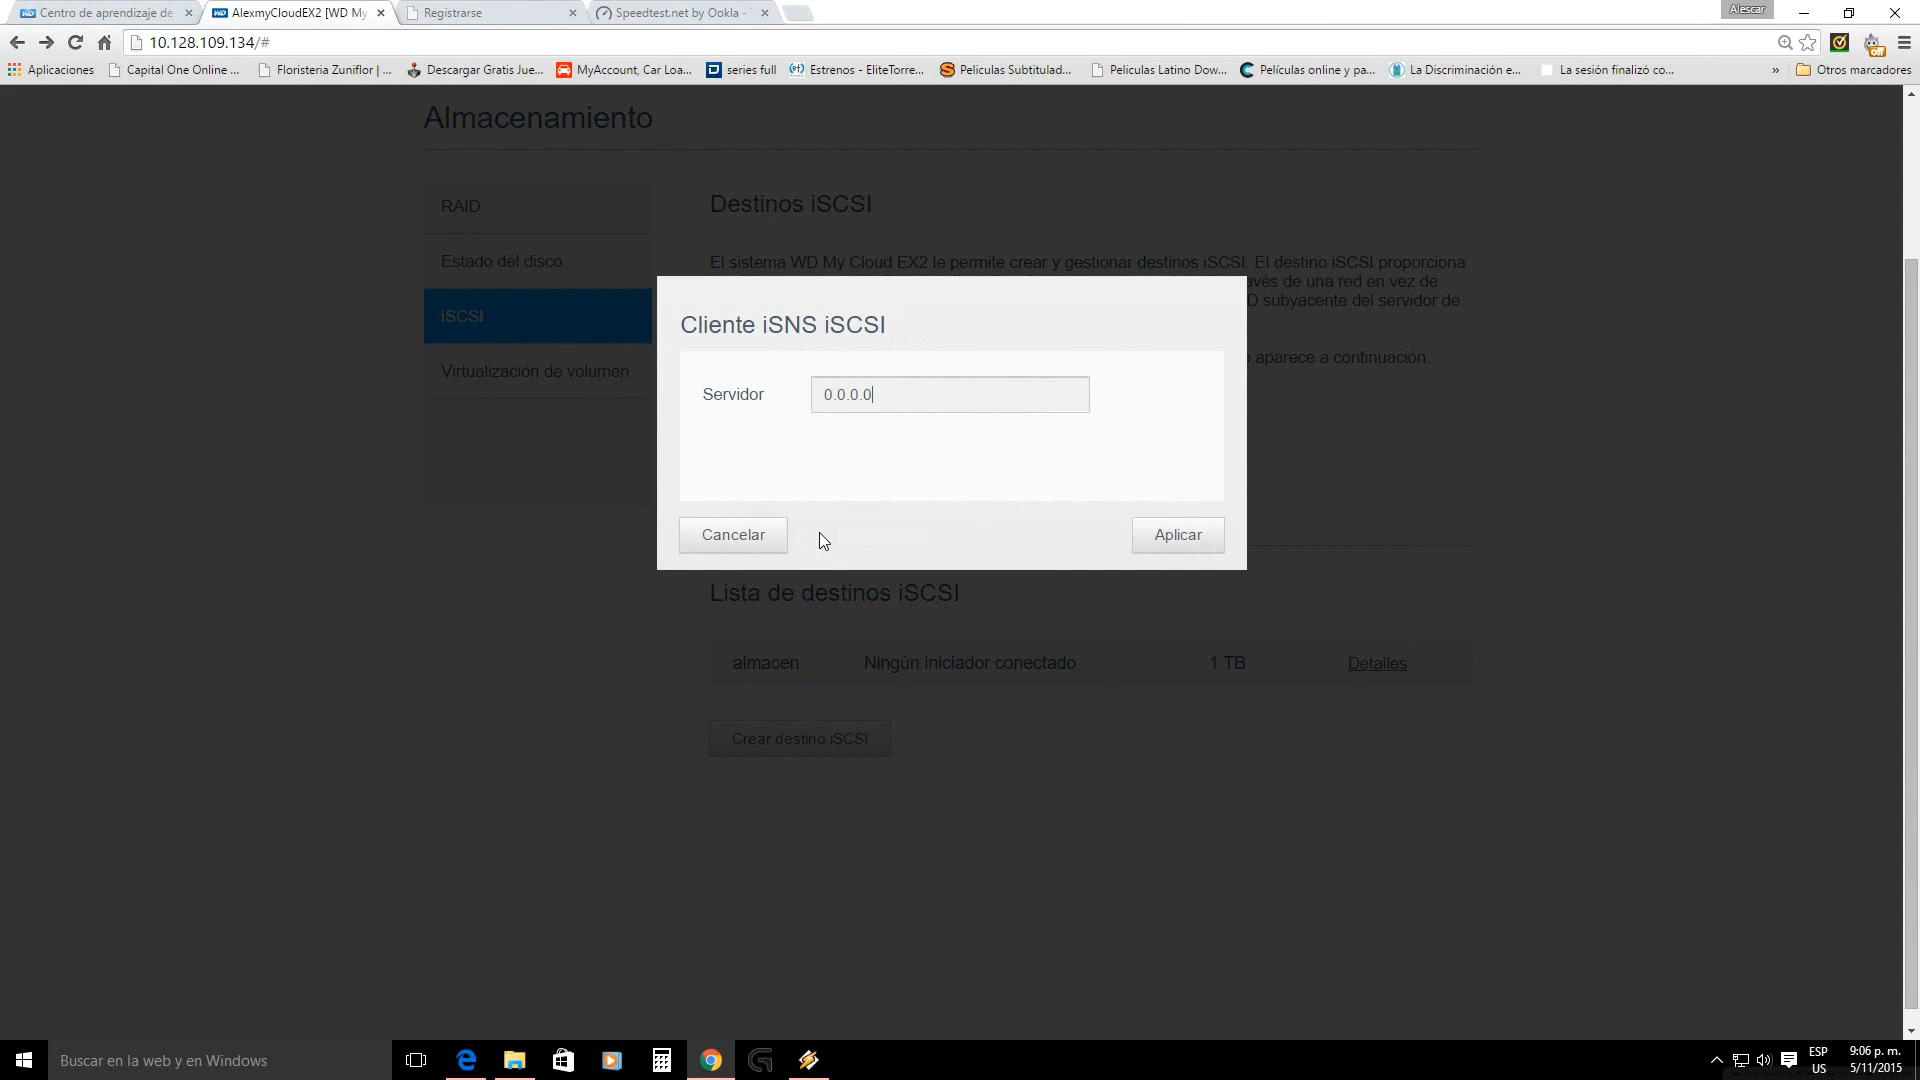 Centro de aprendizaje de
AlexmyCloudEX2 [WD My
Registrarse
Speedtest.net by Ookla -
Alescar
10.128.109.134/#
Aplicaciones
Capital One Online ...
Floristeria Zuniflor | ...
Descargar Gratis Jue...
MyAccount, Car Loa...
series full
Estrenos - EliteTorre...
Peliculas Subtitulad...
Peliculas Latino Dow...
Películas online y pa...
La Discriminación e...
La sesión finalizó co...
»
Otros marcadores
Almacenamiento
RAID
Estado del disco
iSCSI
Virtualización de volumen
Destinos iSCSI
El sistema WD My Cloud EX2 le permite crear y gestionar destinos iSCSI. El destino iSCSI proporciona
avés de una red en vez de
D subyacente del servidor de
e aparece a continuación.
Cliente iSNS iSCSI
Servidor
0.0.0.0
Cancelar
Aplicar
Lista de destinos iSCSI
almacen
Ningún iniciador conectado
1 TB
Detalles
Crear destino iSCSI
Buscar en la web y en Windows
ESP
US
9:06 p. m.
5/11/2015